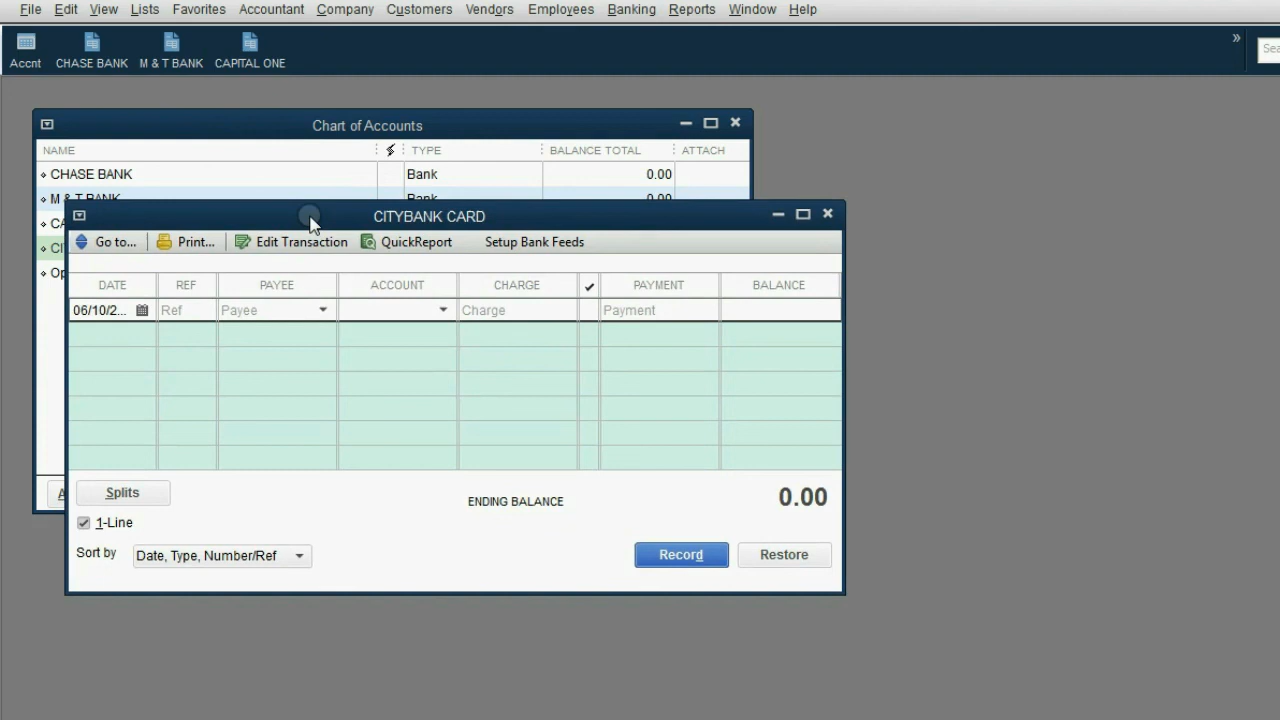 File Edit View Lists Favorites Accountant Company Customers Vendors Employees Banking Reports Window Help
»
Accnt CHASE BANK M & T BANK CAPITAL ONE
Chart of Accounts
NAME TYPE BALANCE TOTAL ATTACH
CHASE BANK Bank 0.00
M & T BANK Bank 0.00
CITYBANK CARD
Go to... Print... Edit Transaction QuickReport Setup Bank Feeds
DATE REF PAYEE ACCOUNT CHARGE ✓ PAYMENT BALANCE
06/10/2... Ref Payee Charge Payment
Splits
ENDING BALANCE 0.00
1-Line
Sort by Date, Type, Number/Ref Record Restore